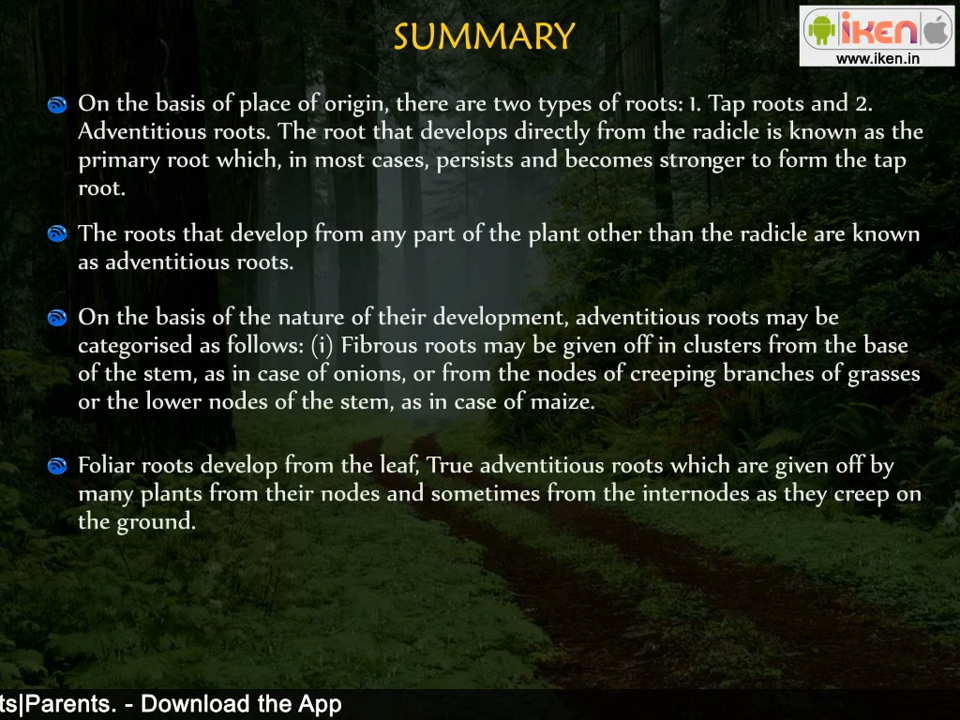 SUMMARY
iken
www.iken.in
On the basis of place of origin, there are two types of roots: 1. Tap roots and 2.
Adventitious roots. The root that develops directly from the radicle is known as the
primary root which, in most cases, persists and becomes stronger to form the tap
root.
The roots that develop from any part of the plant other than the radicle are known
as adventitious roots.
On the basis of the nature of their development, adventitious roots may be
categorised as follows: (i) Fibrous roots may be given off in clusters from the base
of the stem, as in case of onions, or from the nodes of creeping branches of grasses
or the lower nodes of the stem, as in case of maize.
Foliar roots develop from the leaf, True adventitious roots which are given off by
many plants from their nodes and sometimes from the internodes as they creep on
the ground.
ts|Parents. - Download the App